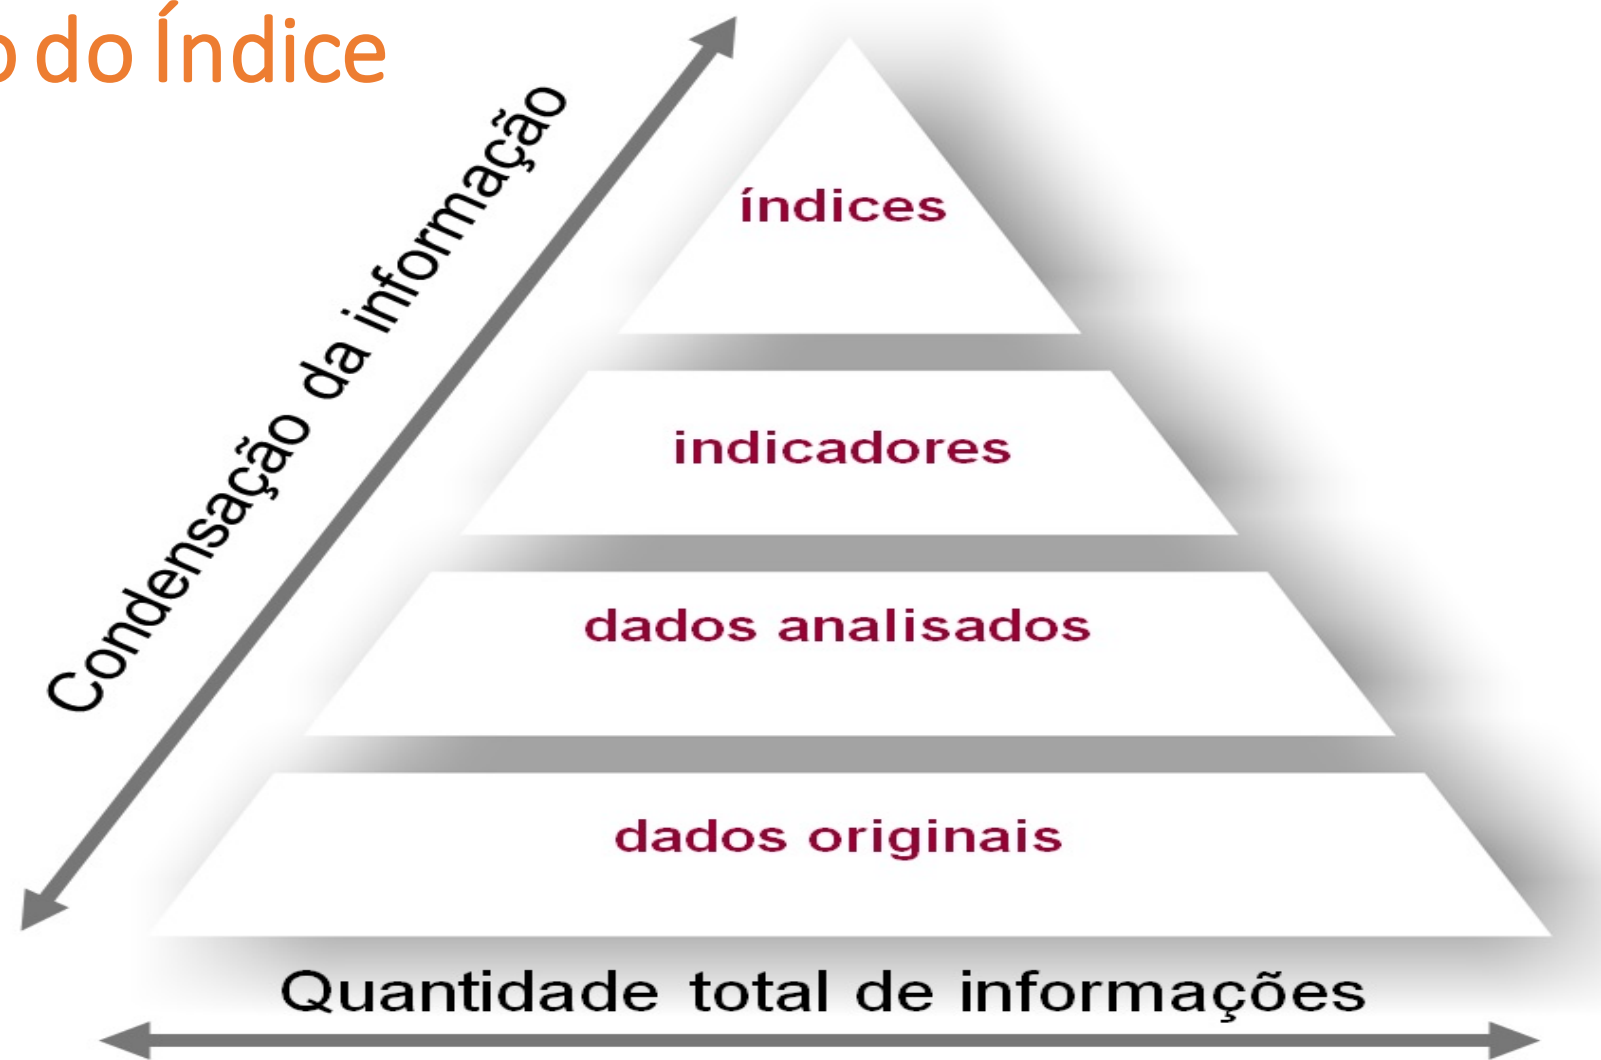 do Índice
Condensação da informação
índices
indicadores
dados analisados
dados originais
Quantidade total de informações